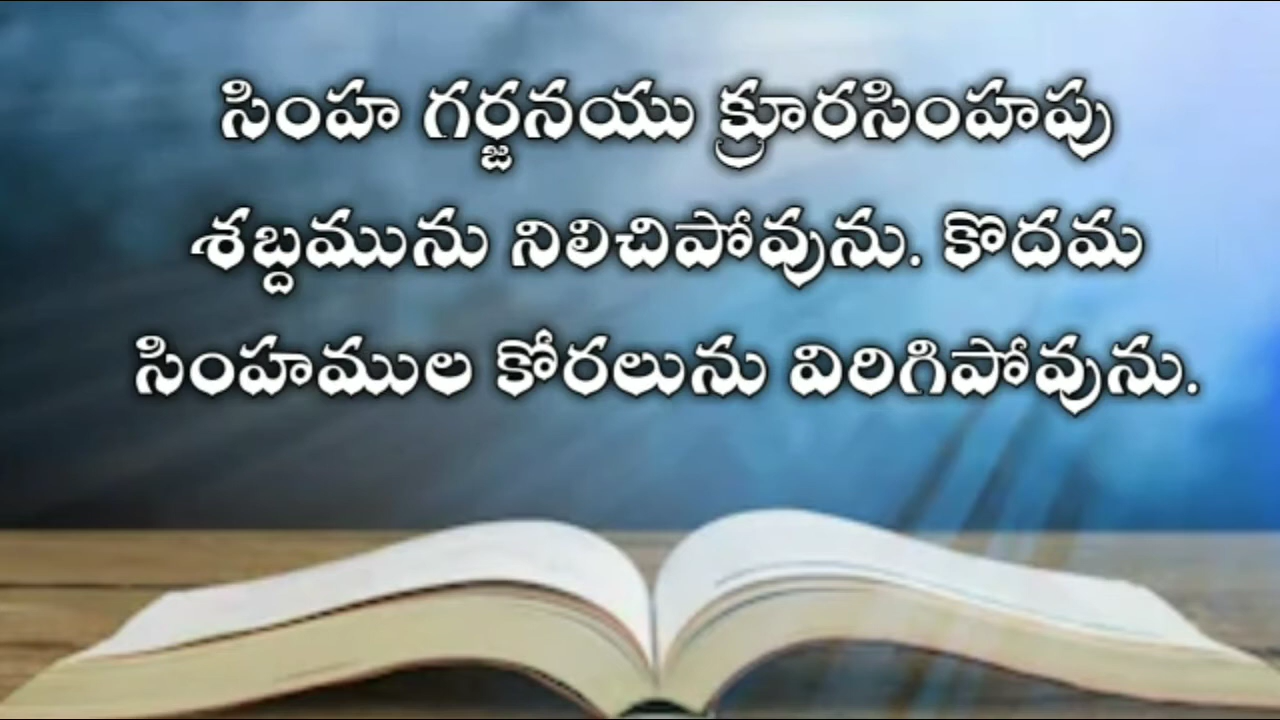 సింహ గర్జనయు క్రూరసింహపు
శబ్దమును నిలిచిపోవును. కొదమ
సింహముల కోరలును విరిగిపోవును.